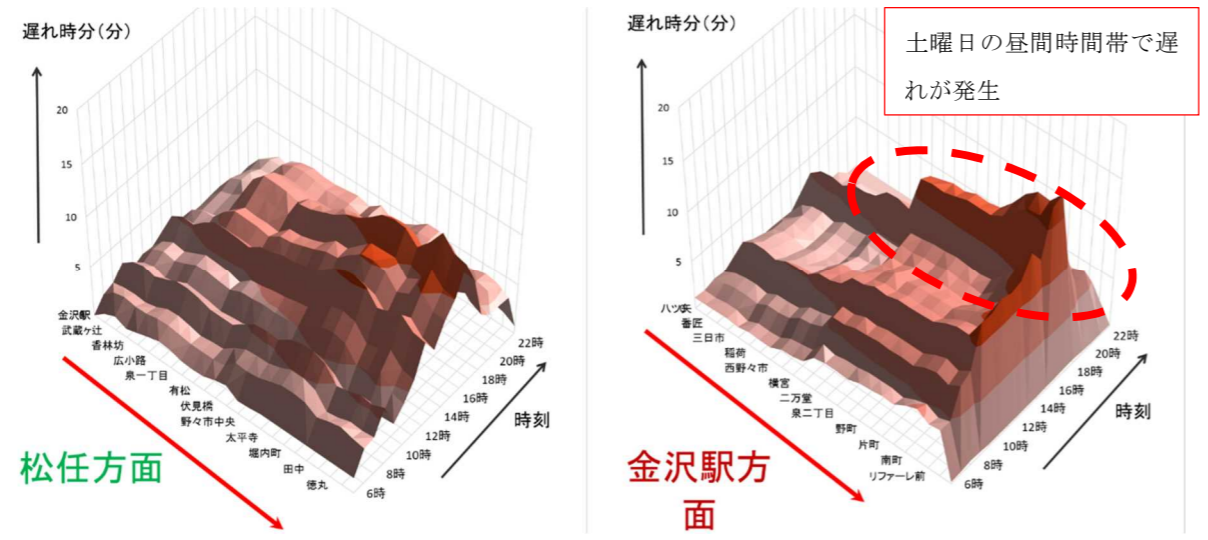 遅れ時分(分)
20
15
10
5
金沢駅
武蔵ヶ辻
香林坊
広小路
泉一丁目
有松
伏見橋
野々市中央
太平寺
堀内町
田中
徳丸
6時
8時
10時
12時
14時
16時
18時
20時
22時
時刻
松任方面
遅れ時分(分)
土曜日の昼間時間帯で遅
れが発生
20
15
10
5
番匠
三日市
稲荷
西野々市
横宮
二万堂
泉二丁目
野町
片町
南町
リファーレ前
6時
8時
10時
12時
14時
16時
18時
20時
22時
時刻
金沢駅方
面